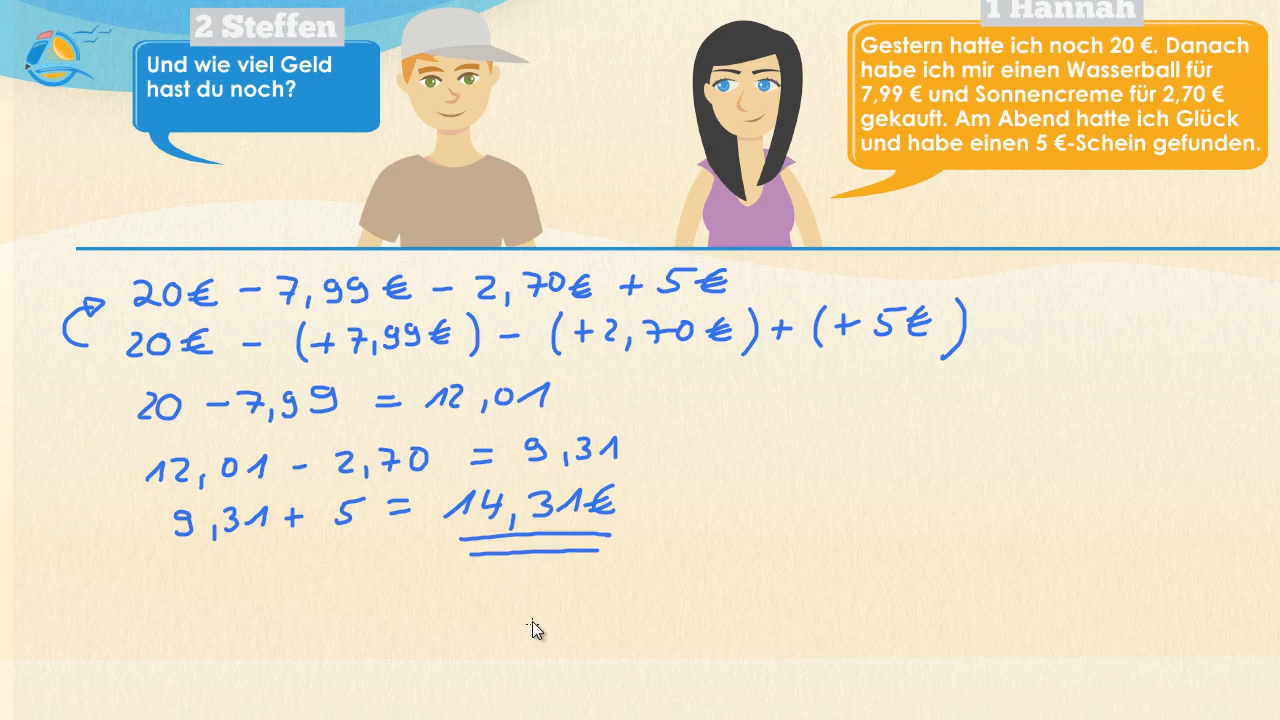 2 Steffen
Und wie viel Geld
hast du noch?
1 Hannah
Gestern hatte ich noch 20 €. Danach
habe ich mir einen Wasserball für
7,99 € und Sonnencreme für 2,70 €
gekauft. Am Abend hatte ich Glück
und habe einen 5 €-Schein gefunden.
20€ - 7,99€ - 2,70€ + 5€
20€ - (+7,99€) - (+2,70€) + (+5€)
20 - 7,99 = 12,01
12,01 - 2,70 = 9,31
9,31 + 5 = 14,31€